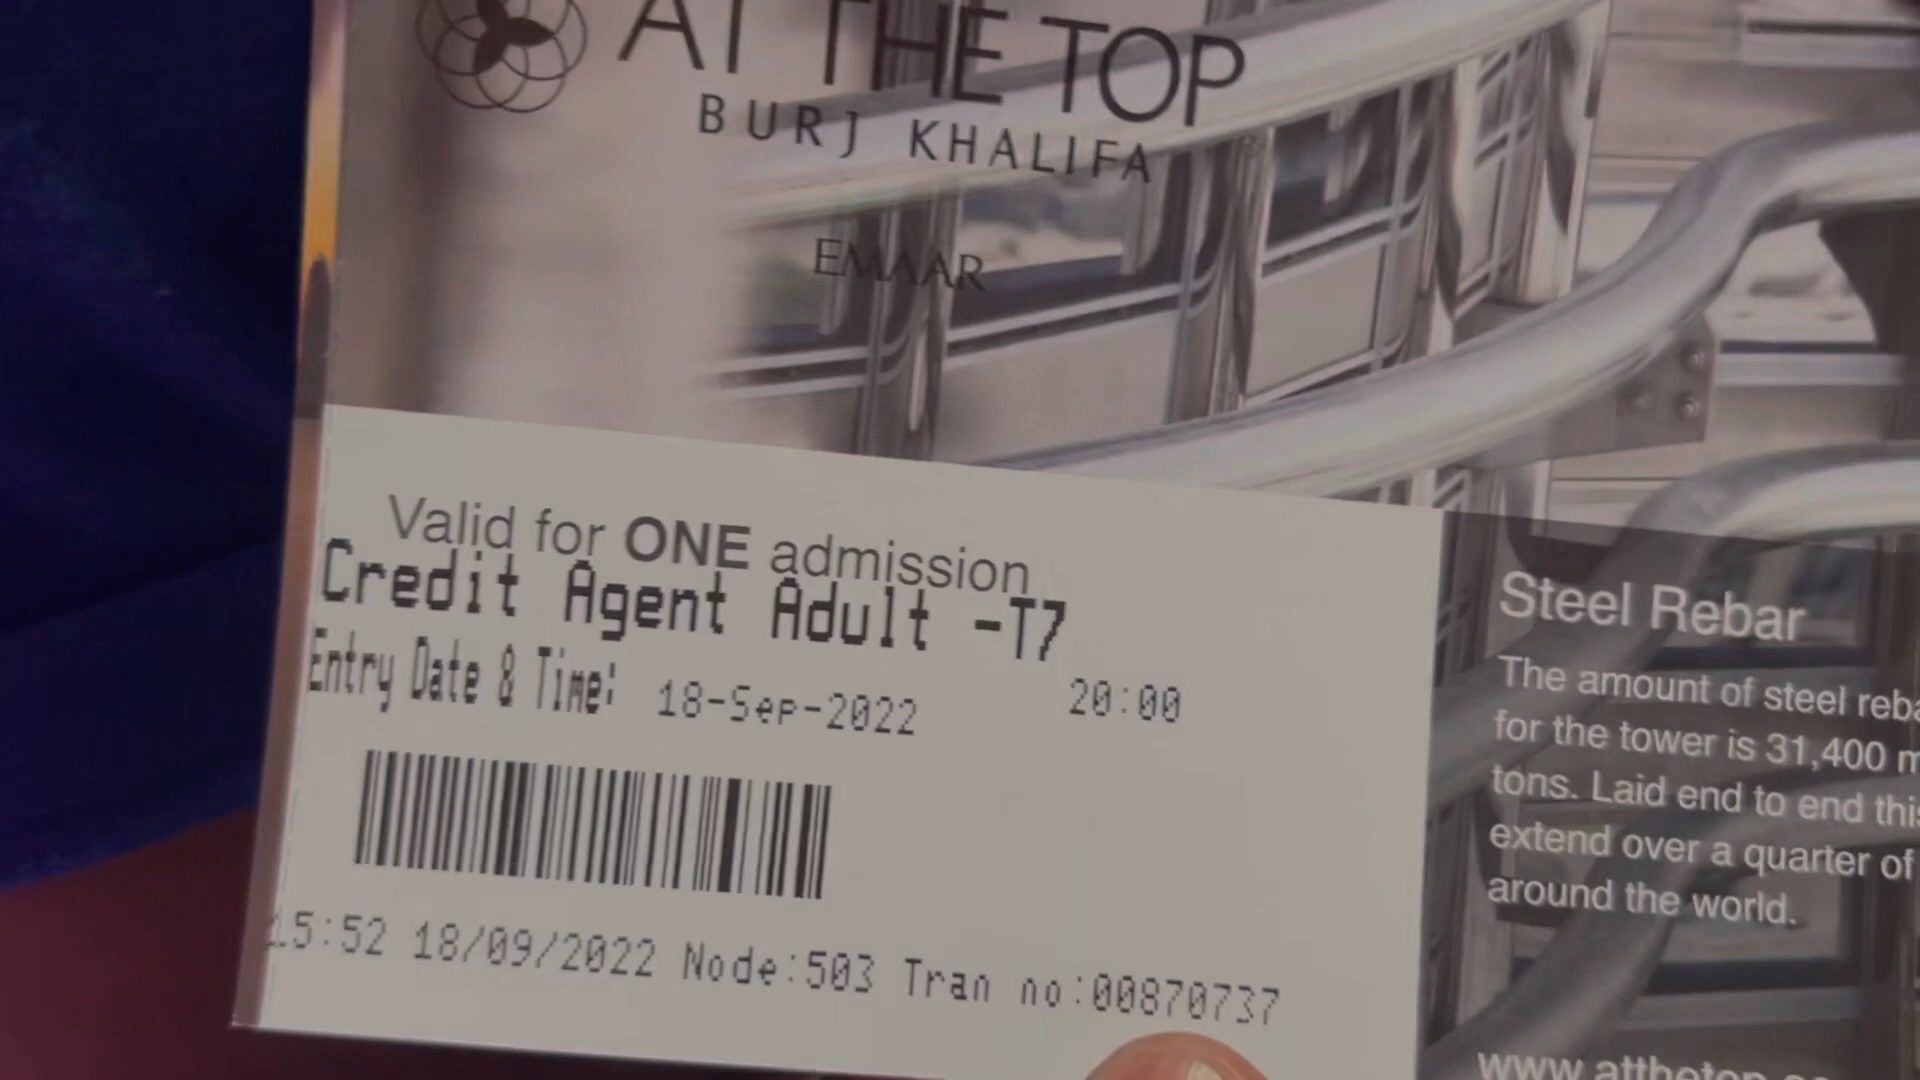 AT THE TOP
BURJ KHALIFA
EMAAR
Valid for ONE admission
Credit Agent Adult -T7
Entry Date & Time: 18-Sep-2022 20:00
15:52 18/09/2022 Node:503 Tran no:00870737
Steel Rebar
The amount of steel
for the tower is 31,400
tons. Laid end to end
extend over a quarter of
around the world.